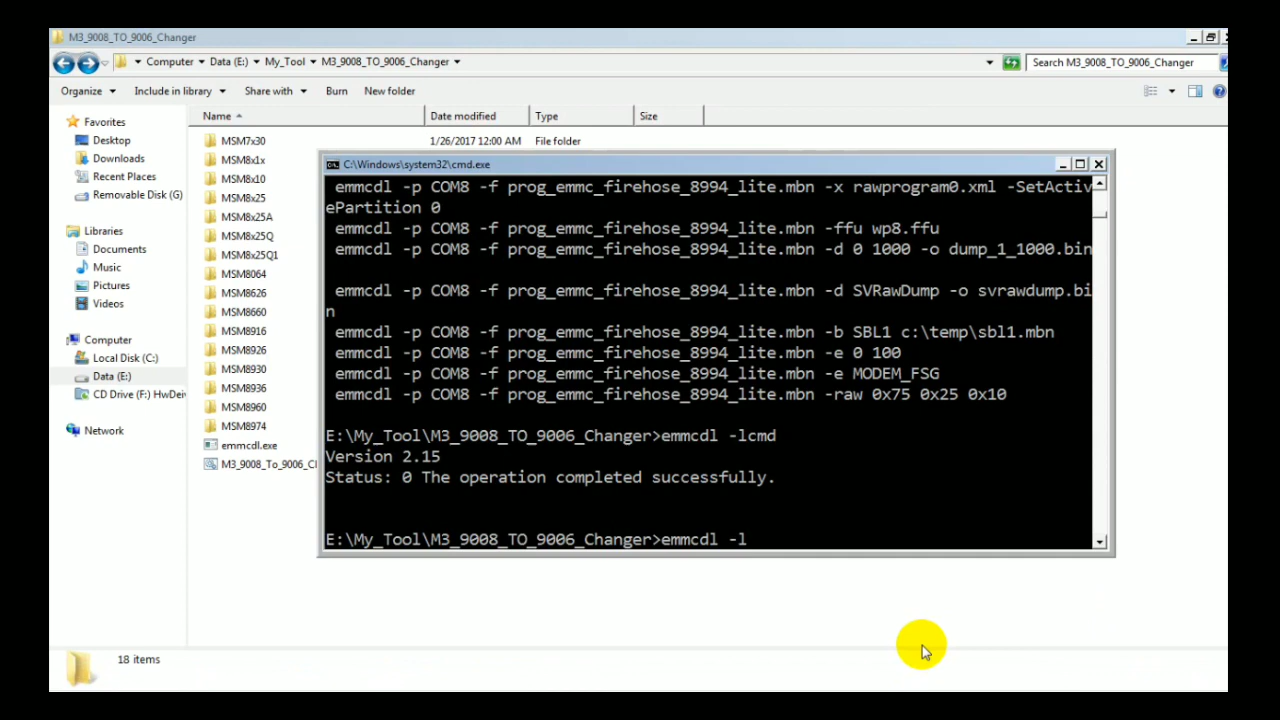 M3_9008_TO_9006_Changer
Computer Data (E:) My_Tool M3_9008_TO_9006_Changer
Search M3_9008_TO_9006_Changer
Organize Include in library Share with Burn New folder
Name Date modified Type Size
Favorites
Desktop
Downloads
Recent Places
Removable Disk (G)
Libraries
Documents
Music
Pictures
Videos
Computer
Local Disk (C:)
Data (E:)
CD Drive (F:)
Network
MSM7x30 1/26/2017 12:00 AM File folder
MSM8x1x
MSM8x10
MSM8x25
MSM8x25A
MSM8x25Q
MSM8x25Q1
MSM8064
MSM8626
MSM8660
MSM8916
MSM8926
MSM8930
MSM8936
MSM8960
MSM8974
emmcdl.exe
M3_9008_To_9006_Cl
C:\Windows\system32\cmd.exe
emmcdl -p COM8 -f prog_emmc_firehose_8994_lite.mbn -x rawprogram0.xml -SetActiv
ePartition 0
emmcdl -p COM8 -f prog_emmc_firehose_8994_lite.mbn -ffu wp8.ffu
emmcdl -p COM8 -f prog_emmc_firehose_8994_lite.mbn -d 0 1000 -o dump_1_1000.bin
emmcdl -p COM8 -f prog_emmc_firehose_8994_lite.mbn -d SVRawDump -o svrawdump.bi
n
emmcdl -p COM8 -f prog_emmc_firehose_8994_lite.mbn -b SBL1 c:\temp\sbl1.mbn
emmcdl -p COM8 -f prog_emmc_firehose_8994_lite.mbn -e 0 100
emmcdl -p COM8 -f prog_emmc_firehose_8994_lite.mbn -e MODEM_FSG
emmcdl -p COM8 -f prog_emmc_firehose_8994_lite.mbn -raw 0x75 0x25 0x10
E:\My_Tool\M3_9008_TO_9006_Changer>emmcdl -lcmd
Version 2.15
Status: 0 The operation completed successfully.
E:\My_Tool\M3_9008_TO_9006_Changer>emmcdl -l
18 items